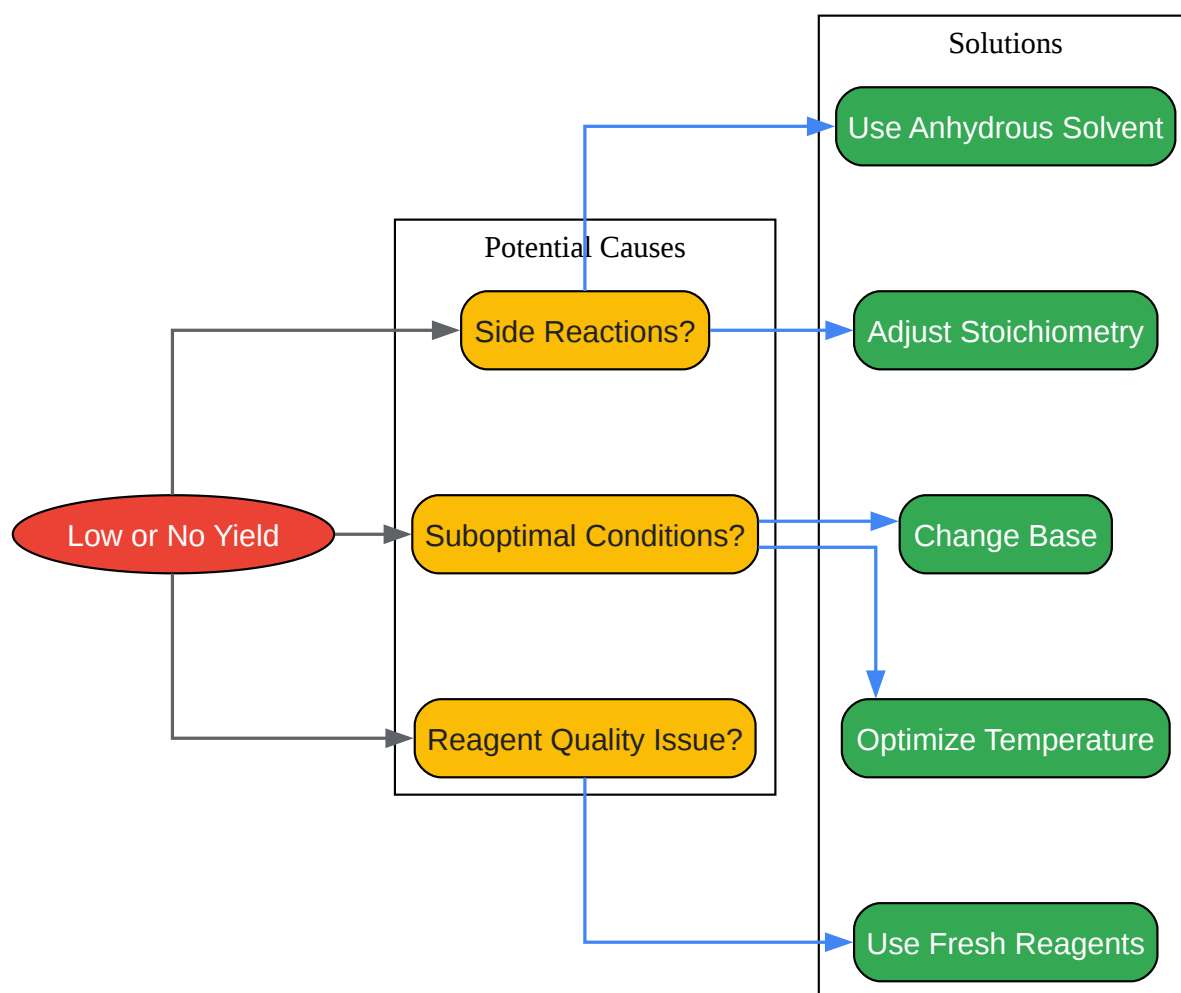 Solutions
Use Anhydrous Solvent
Potential Causes
Side Reactions?
Adjust Stoichiometry
Low or No Yield
Suboptimal Conditions?
Change Base
Reagent Quality Issue?
Optimize Temperature
Use Fresh Reagents